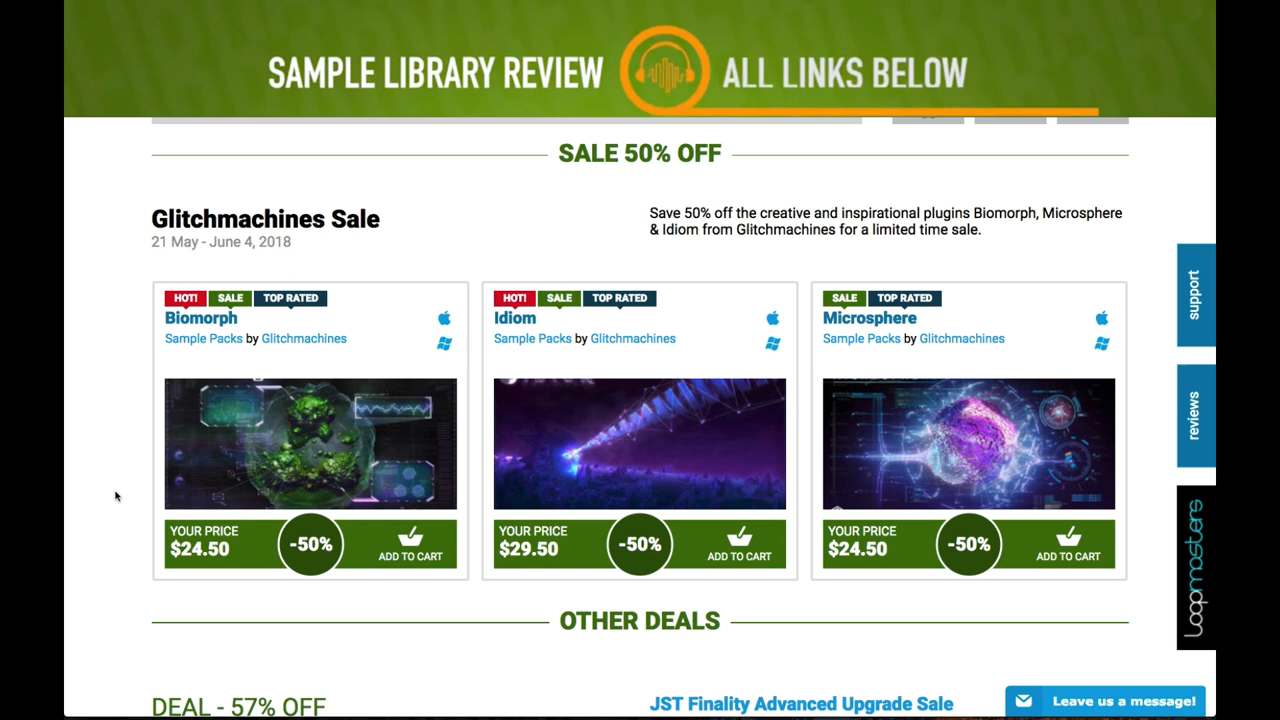 SAMPLE LIBRARY REVIEW ALL LINKS BELOW
SALE 50% OFF
Glitchmachines Sale
21 May - June 4, 2018
Save 50% off the creative and inspirational plugins Biomorph, Microsphere
& Idiom from Glitchmachines for a limited time sale.
HOT! SALE TOP RATED
Biomorph
Sample Packs by Glitchmachines
YOUR PRICE
$24.50
-50%
ADD TO CART
HOT! SALE TOP RATED
Idiom
Sample Packs by Glitchmachines
YOUR PRICE
$29.50
-50%
ADD TO CART
SALE TOP RATED
Microsphere
Sample Packs by Glitchmachines
YOUR PRICE
$24.50
-50%
ADD TO CART
support
reviews
Loopmasters
OTHER DEALS
DEAL - 57% OFF
JST Finality Advanced Upgrade Sale
Leave us a message!